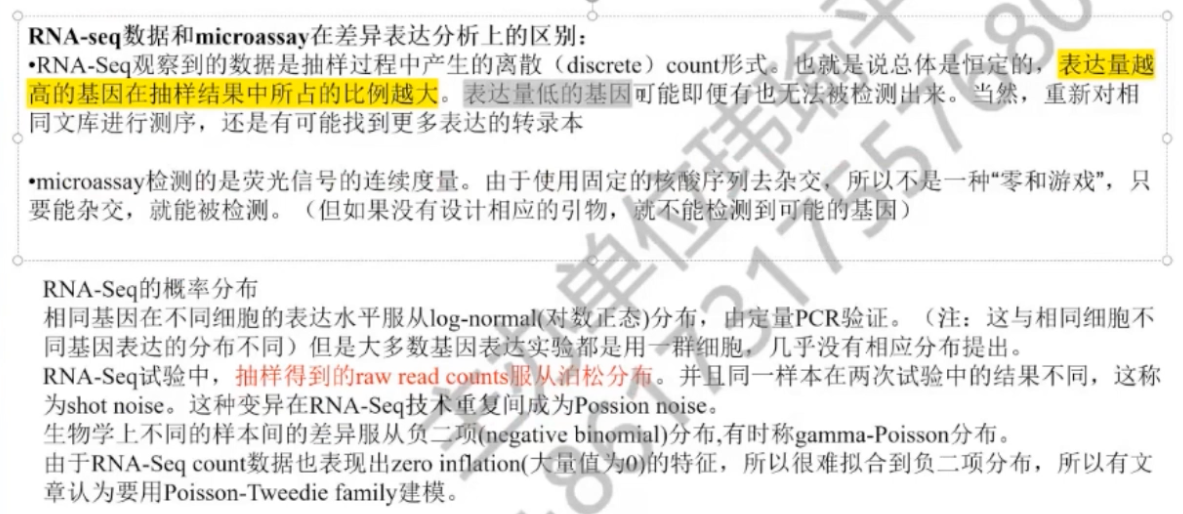 RNA-seq数据和microassay在差异表达分析上的区别：
•RNA-Seq观察到的数据是抽样过程中产生的离散（discrete）count形式。也就是说总体是恒定的，表达量越
高的基因在抽样结果中所占的比例越大。表达量低的基因可能即便有也无法被检测出来。当然，重新对相
同文库进行测序，还是有可能找到更多表达的转录本
•microassay检测的是荧光信号的连续度量。由于使用固定的核酸序列去杂交，所以不是一种“零和游戏”，只
要能杂交，就能被检测。（但如果没有设计相应的引物，就不能检测到可能的基因）
RNA-Seq的概率分布
相同基因在不同细胞的表达水平服从log-normal(对数正态)分布，由定量PCR验证。（注：这与相同细胞不
同基因表达的分布不同）但是大多数基因表达实验都是用一群细胞，几乎没有相应分布提出。
RNA-Seq试验中，抽样得到的raw read counts服从泊松分布。并且同一样本在两次试验中的结果不同，这称
为shot noise。这种变异在RNA-Seq技术重复间成为Possion noise。
生物学上不同的样本间的差异服从负二项(negative binomial)分布,有时称gamma-Poisson分布。
由于RNA-Seq count数据也表现出zero inflation(大量值为0)的特征，所以很难拟合到负二项分布，所以有文
章认为要用Poisson-Tweedie family建模。